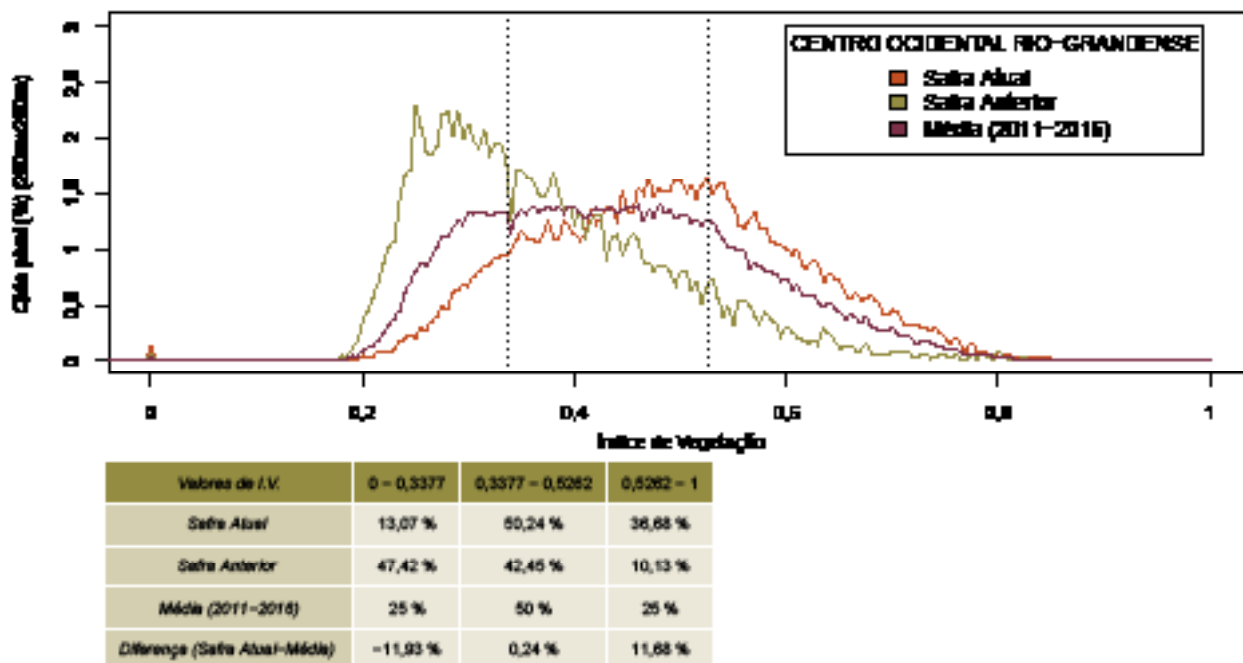 CENTRO OCIDENTAL RIO-GRANDENSE
Safra Atual
Safra Anterior
Média (2011-2016)
Qtde pixel (%)
3
2,5
2
1,5
1
0,5
0
0 0,2 0,4 0,6 0,8 1
Índice de Vegetação
Valores de I.V. 0 - 0,3377 0,3377 - 0,5262 0,5262 - 1
Safra Atual 13,07 % 50,24 % 36,68 %
Safra Anterior 47,42 % 42,45 % 10,13 %
Média (2011-2016) 25 % 50 % 25 %
Diferença (Safra Atual-Média) -11,93 % 0,24 % 11,68 %